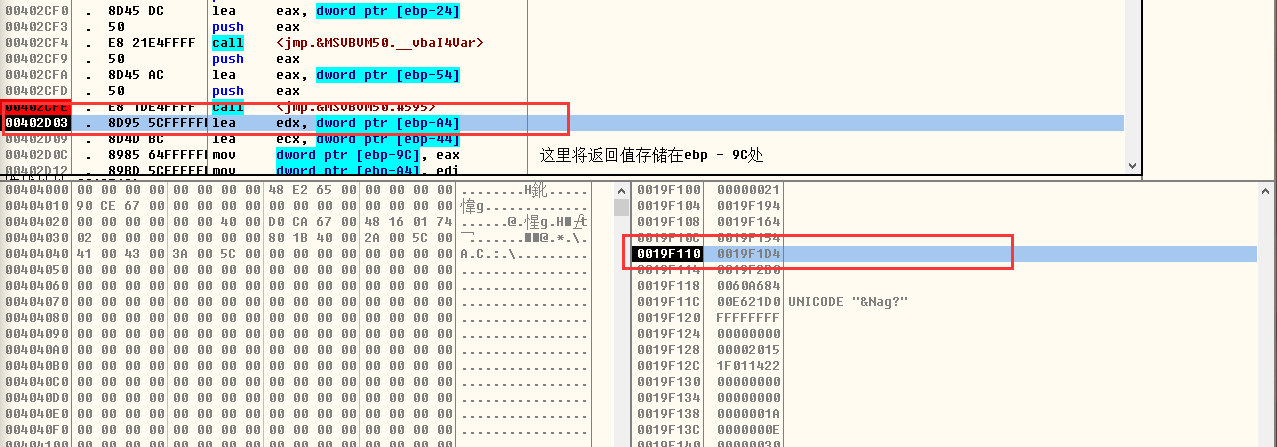 00402CF0 . 8D45 DC lea eax, dword ptr [ebp-24]
00402CF3 . 50 push eax
00402CF4 . E8 21E4FFFF call <jmp.&MSVBVM50.__vbaI4Var>
00402CF9 . 50 push eax
00402CFA . 8D45 AC lea eax, dword ptr [ebp-54]
00402CFD . 50 push eax
00402CFE . E8 1DE4FFFF call <jmp.&MSVBVM50.#595>
00402D03 . 8D95 5CFFFFFF lea edx, dword ptr [ebp-A4]
00402D09 . 8D4D BC lea ecx, dword ptr [ebp-44]
00402D0C . 8985 64FFFFFF mov dword ptr [ebp-9C], eax 这里将返回值存储在ebp - 9C处
00402D12 . 89BD 5CFFFFFF mov dword ptr [ebp-A4], edi
00404000 00 00 00 00 00 00 00 00 48 E2 65 00 00 00 00 00 ........H鈋.....
00404010 90 CE 67 00 00 00 00 00 00 00 00 00 00 00 00 00
00404020 00 00 00 00 00 40 00 D0 CA 67 00 48 16 01 74
00404030 02 00 00 00 00 00 00 00 80 1B 40 00 2A 00 5C 00
00404040 41 00 43 00 3A 00 5C 00 00 00 00 00 00 00 00 00 A.C.:.\.........
00404050 00 00 00 00 00 00 00 00 00 00 00 00 00 00 00 00 ................
00404060 00 00 00 00 00 00 00 00 00 00 00 00 00 00 00 00 ................
00404070 00 00 00 00 00 00 00 00 00 00 00 00 00 00 00 00 ................
00404080 00 00 00 00 00 00 00 00 00 00 00 00 00 00 00 00 ................
00404090 00 00 00 00 00 00 00 00 00 00 00 00 00 00 00 00 ................
004040A0 00 00 00 00 00 00 00 00 00 00 00 00 00 00 00 00 ................
004040B0 00 00 00 00 00 00 00 00 00 00 00 00 00 00 00 00 ................
004040C0 00 00 00 00 00 00 00 00 00 00 00 00 00 00 00 00 ................
004040D0 00 00 00 00 00 00 00 00 00 00 00 00 00 00 00 00 ................
004040E0 00 00 00 00 00 00 00 00 00 00 00 00 00 00 00 00 ................
004040F0 00 00 00 00 00 00 00 00 00 00 00 00 00 00 00 00 ................
00404100 00 00 00 00 00 00 00 00 00 00 00 00 00 00 00 00
0019F100 00000021
0019F104 0019F194
0019F108 0019F164
0019F10C 0019F154
0019F110 0019F1D4
0019F114 0019F2B0
0019F118 0060A684
0019F11C 00E621D0 UNICODE "&Nag?"
0019F120 FFFFFFFF
0019F124 00000000
0019F128 00002015
0019F12C 1F011422
0019F130 00000000
0019F134 00000000
0019F138 0000001A
0019F13C 0000000E
0019F140 00000030